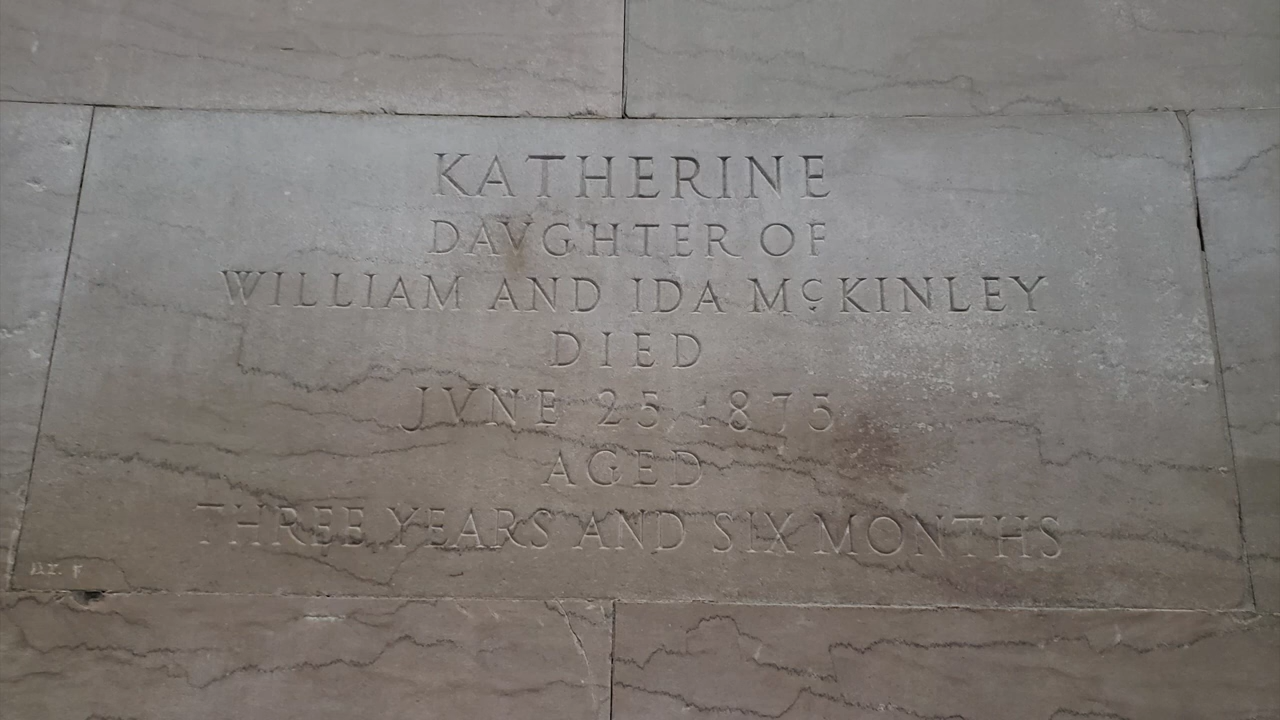 KATHERINE
DAVGHTER OF
WILLIAM AND IDA McKINLEY
DIED
JVNE 25 1875
AGED
THREE YEARS AND SIX MONTHS